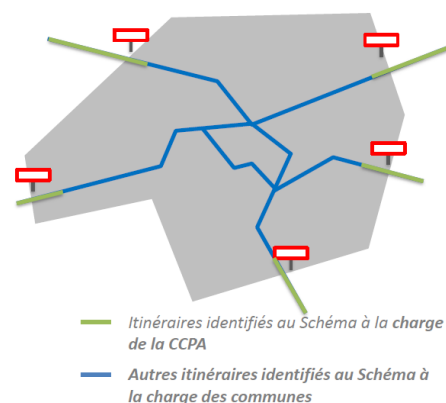 Itinéraires identifiés au Schéma à la charge
de la CCPA
Autres itinéraires identifiés au Schéma à
la charge des communes